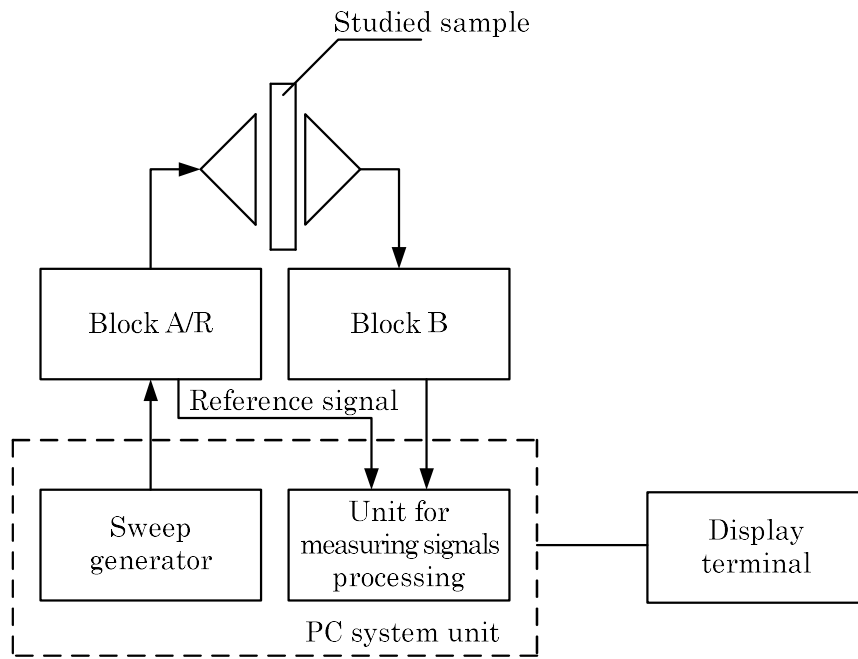 Studied sample
Block A/R
Block B
Reference signal
Sweep
generator
Unit for
measuring signals
processing
Display
terminal
PC system unit